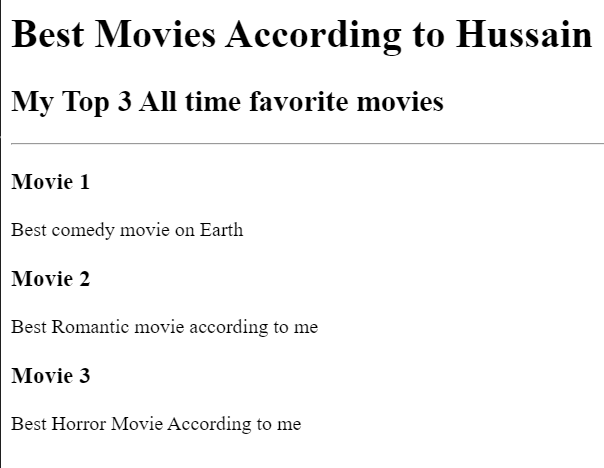 Best Movies According to Hussain
My Top 3 All time favorite movies
Movie 1
Best comedy movie on Earth
Movie 2
Best Romantic movie according to me
Movie 3
Best Horror Movie According to me